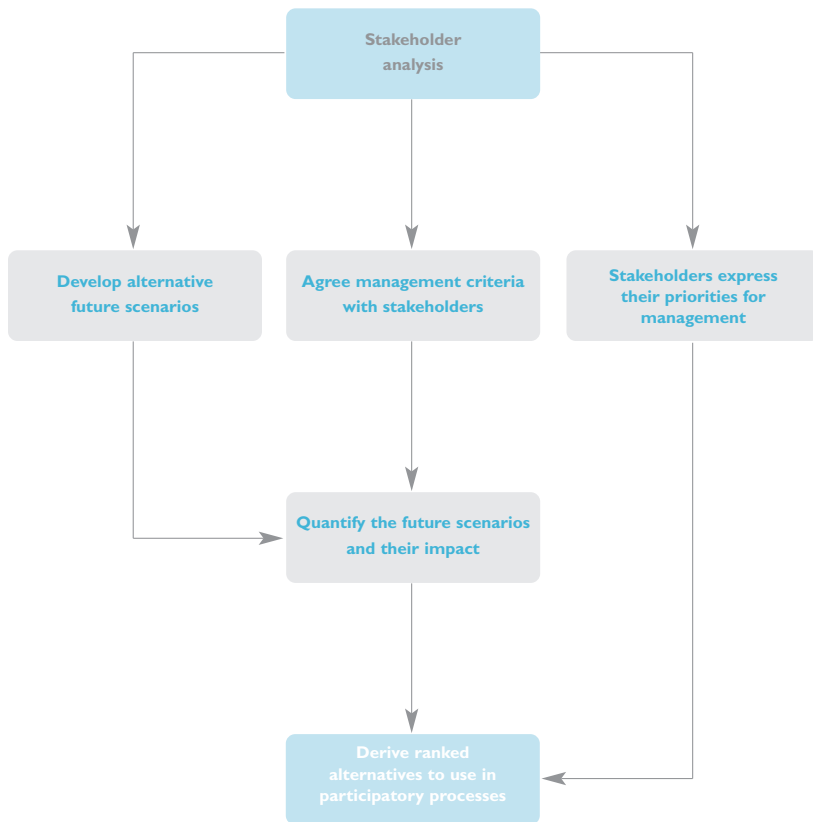 Stakeholder
analysis
Develop alternative
future scenarios
Agree management criteria
with stakeholders
Stakeholders express
their priorities for
management
Quantify the future scenarios
and their impact
Derive ranked
alternatives to use in
participatory processes